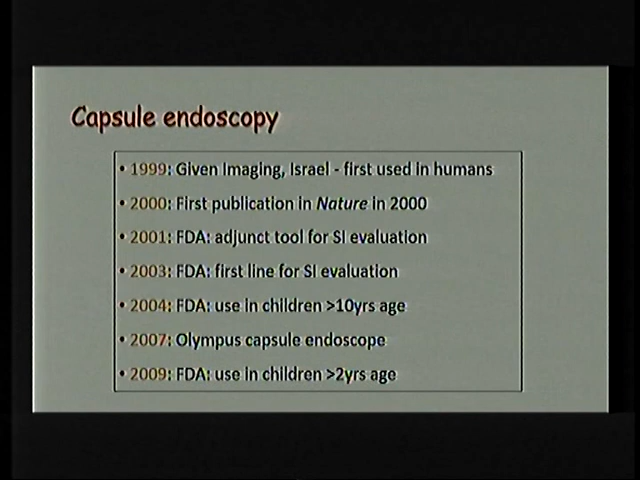 Capsule endoscopy
• 1999: Given Imaging, Israel - first used in humans
• 2000: First publication in Nature in 2000
• 2001: FDA: adjunct tool for SI evaluation
• 2003: FDA: first line for SI evaluation
• 2004: FDA: use in children >10yrs age
• 2007: Olympus capsule endoscope
• 2009: FDA: use in children >2yrs age